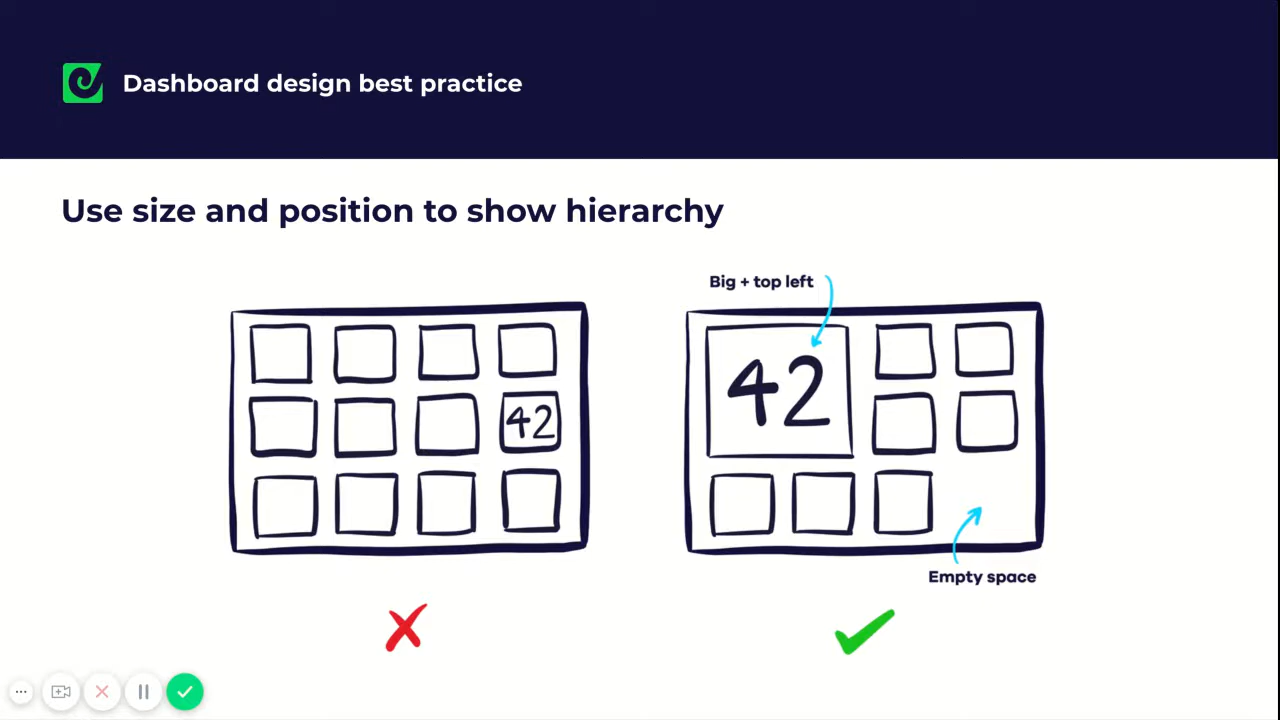 Dashboard design best practice
Use size and position to show hierarchy
Big + top left
42
42
Empty space